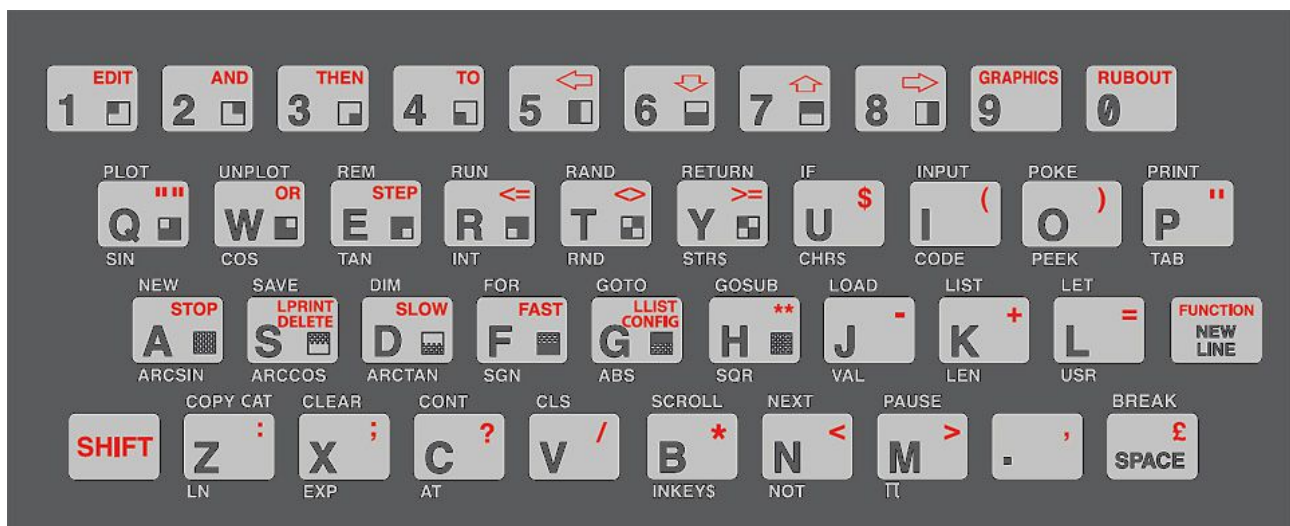 EDIT AND THEN TO GRAPHICS RUBOUT
1 2 3 4 5 6 7 8 9 0
PLOT UNPLOT REM RUN RAND RETURN IF INPUT POKE PRINT
"" OR STEP <= <> >= $ ( ) "
Q W E R T Y U I O P
SIN COS TAN INT RND STR$ CHR$ CODE PEEK TAB
NEW SAVE DIM FOR GOTO GOSUB LOAD LIST LET
STOP LPRINT DELETE SLOW FAST LLIST CONFIG ** - + = FUNCTION
A S D F G H J K L NEW LINE
ARCSIN ARCCOS ARCTAN SGN ABS SQR VAL LEN USR
COPY CAT CLEAR CONT CLS SCROLL NEXT PAUSE BREAK
: ; ? / * < > , £
SHIFT Z X C V B N M . SPACE
LN EXP AT INKEY$ NOT π